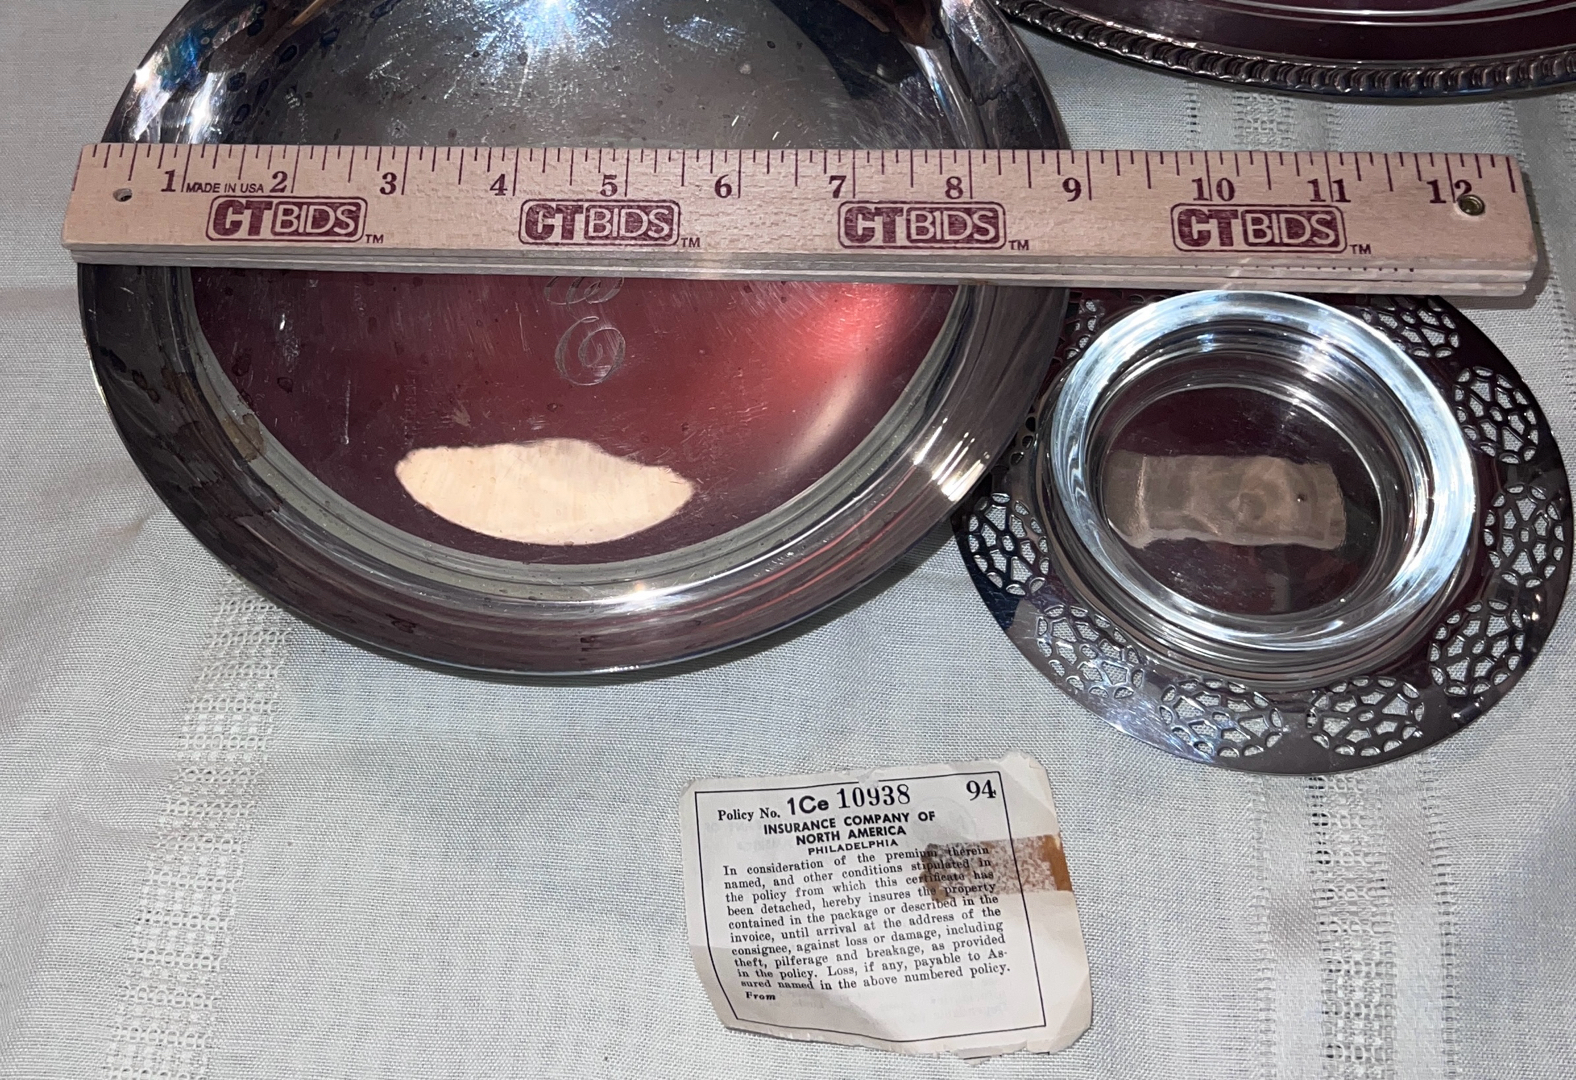 1 2 3 4 5 6 7 8 9 10 11 12
MADE IN USA
CTBIDS™ CTBIDS™ CTBIDS™ CTBIDS™
E
Policy No. 1Ce 10938 94
INSURANCE COMPANY OF
NORTH AMERICA
PHILADELPHIA
In consideration of the premium therein
named, and other conditions stipulated in
the policy from which this certificate has
been detached, hereby insures the property
contained in the package or described in the
invoice, until arrival at the address of the
consignee, against loss or damage, including
theft, pilferage and breakage, as provided
in the policy. Loss, if any, payable to As-
sured named in the above numbered policy.
From